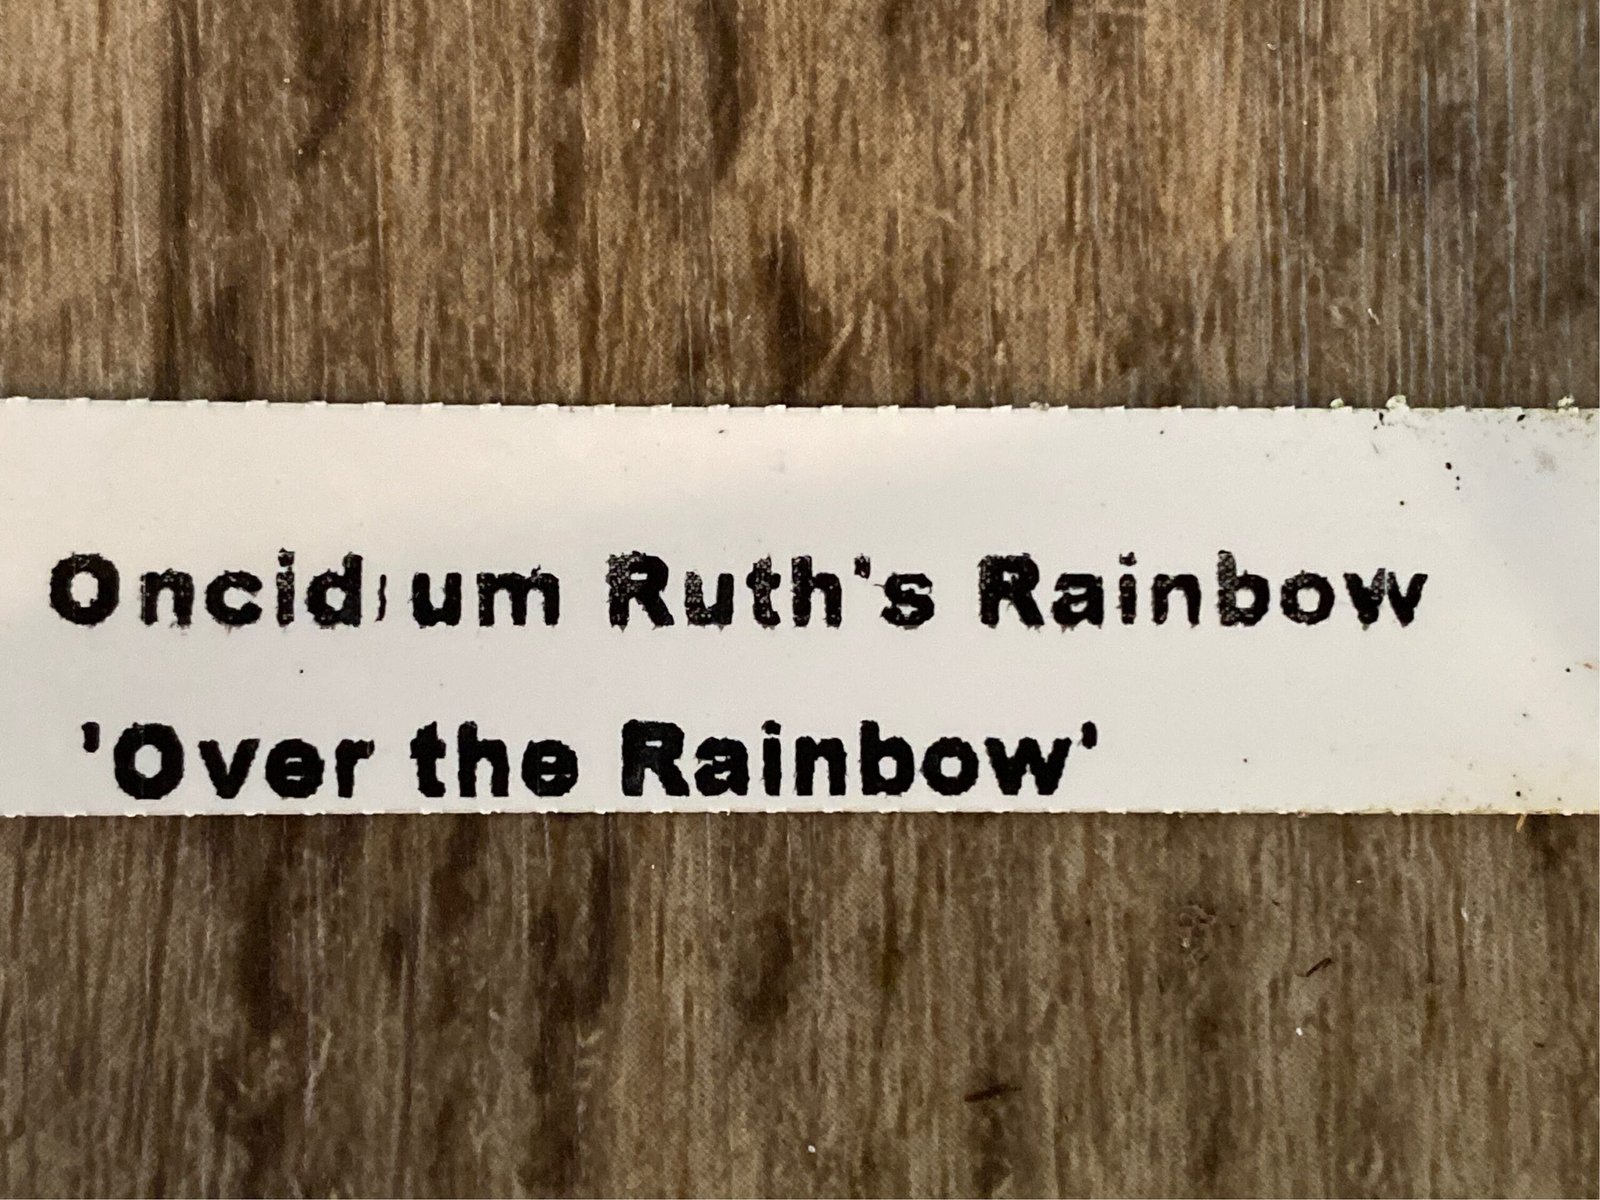 Oncidium Ruth's Rainbow
'Over the Rainbow'